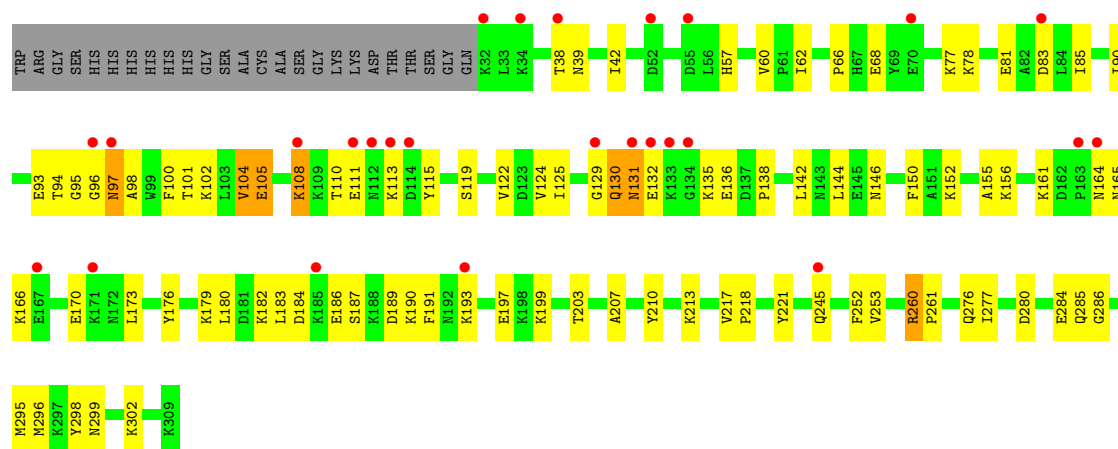 TRP ARG GLY SER HIS HIS HIS HIS HIS HIS GLY SER ALA CYS ALA SER GLY LYS LYS ASP THR THR SER GLY GLN K32 L33 K34 T38 N39 I42 D52 D55 L56 H57 V60 P61 I62 P66 H67 E68 Y69 E70 K77 K78 E81 A82 D83 L84 I85 I90
E93 T94 G95 G96 N97 A98 W99 F100 T101 K102 L103 V104 E105 K108 K109 T110 E111 N112 K113 D114 Y115 S119 V122 D123 V124 I125 G129 Q130 N131 E132 K133 G134 K135 E136 D137 P138 L142 N143 L144 E145 N146 F150 A151 K152 A155 K156 K161 D162 P163 N164 N165
K166 E167 E170 K171 N172 L173 Y176 K179 L180 D181 K182 L183 D184 K185 E186 S187 K188 D189 K190 F191 N192 K193 E197 K198 K199 T203 A207 Y210 K213 V217 P218 Y221 Q245 F252 V253 R260 P261 Q276 I277 D280 E284 Q285 G286
M295 M296 K297 Y298 N299 K302 K309